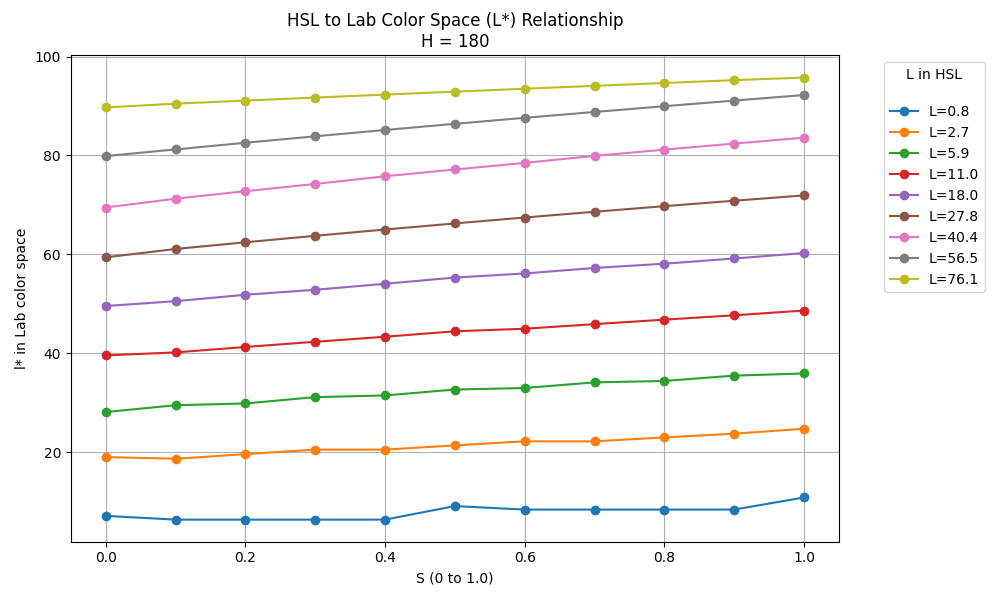 HSL to Lab Color Space (L*) Relationship
H = 180
100
80
60
40
20
l* in Lab color space
0.0 0.2 0.4 0.6 0.8 1.0
S (0 to 1.0)
L in HSL
L=0.8
L=2.7
L=5.9
L=11.0
L=18.0
L=27.8
L=40.4
L=56.5
L=76.1